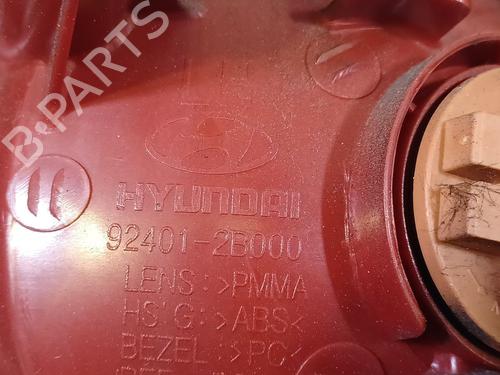 B-PARTS
HYUNDAI
92401-2B000
LENS:>PMMA
HS'G:>ABS<
BEZEL:>PC<